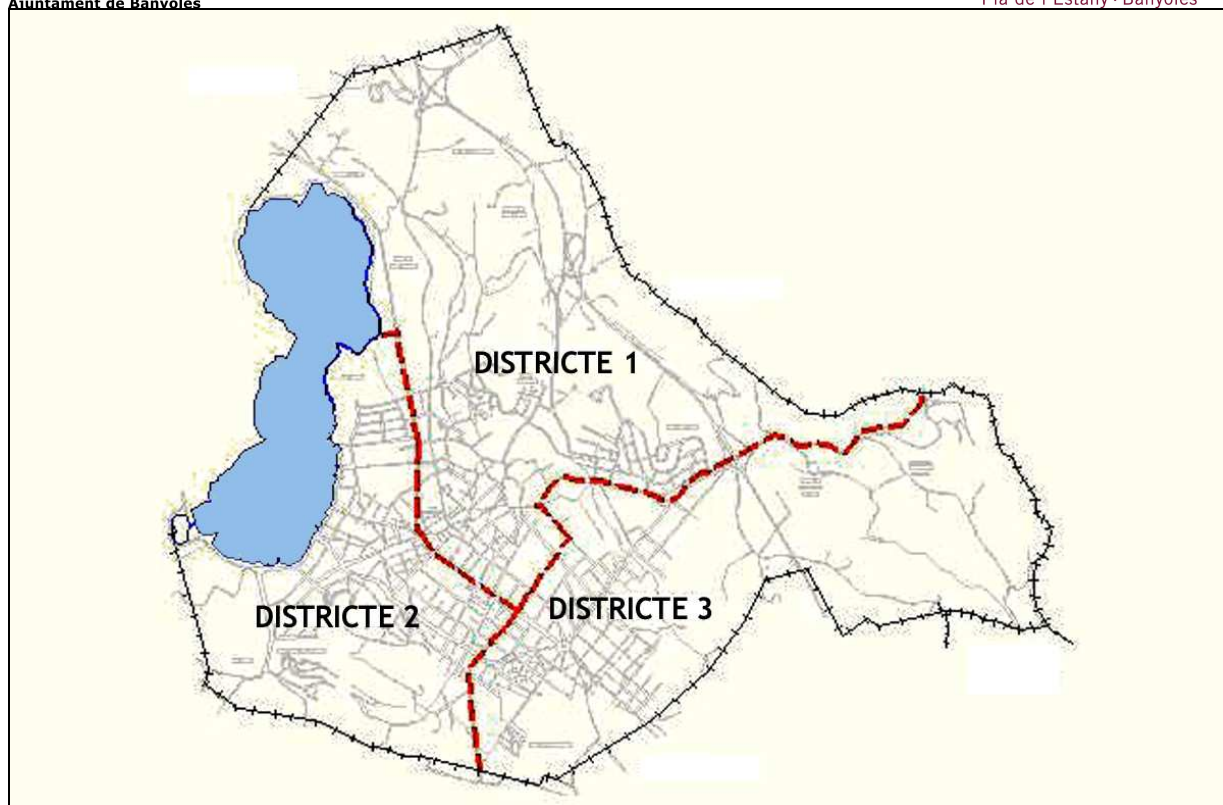 Ajuntament de Banyoles
Pla de l'Estany · Banyoles
DISTRICTE 1
DISTRICTE 2
DISTRICTE 3